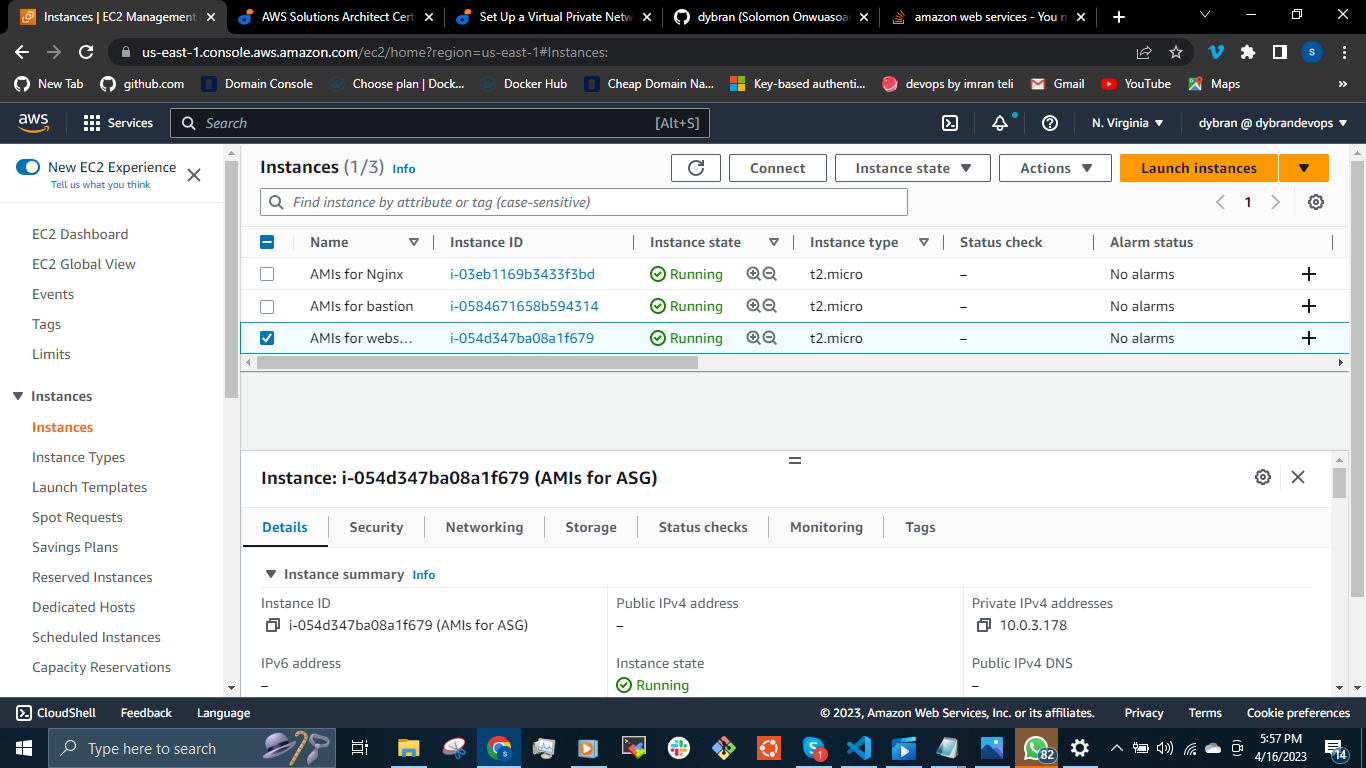 Instances | EC2 Management
AWS Solutions Architect Cert
Set Up a Virtual Private Netw
dybran (Solomon Onwuasoan
amazon web services - You n
us-east-1.console.aws.amazon.com/ec2/home?region=us-east-1#Instances:
S
New Tab
github.com
Domain Console
Choose plan | Dock...
Docker Hub
Cheap Domain Na...
Key-based authenti...
devops by imran teli
Gmail
YouTube
Maps
»
aws
Services
Search
[Alt+S]
N. Virginia
dybran @ dybrandevops
New EC2 Experience
Tell us what you think
EC2 Dashboard
EC2 Global View
Events
Tags
Limits
Instances
Instances
Instance Types
Launch Templates
Spot Requests
Savings Plans
Reserved Instances
Dedicated Hosts
Scheduled Instances
Capacity Reservations
Instances (1/3) Info
Connect
Instance state
Actions
Launch instances
Find instance by attribute or tag (case-sensitive)
1
Name Instance ID Instance state Instance type Status check Alarm status
AMIs for Nginx i-03eb1169b3433f3bd Running t2.micro – No alarms +
AMIs for bastion i-0584671658b594314 Running t2.micro – No alarms +
AMIs for webs... i-054d347ba08a1f679 Running t2.micro – No alarms +
Instance: i-054d347ba08a1f679 (AMIs for ASG)
Details Security Networking Storage Status checks Monitoring Tags
Instance summary Info
Instance ID
i-054d347ba08a1f679 (AMIs for ASG)
Public IPv4 address
–
Private IPv4 addresses
10.0.3.178
IPv6 address
–
Instance state
Running
Public IPv4 DNS
–
CloudShell Feedback Language
© 2023, Amazon Web Services, Inc. or its affiliates. Privacy Terms Cookie preferences
Type here to search
1
82
5:57 PM
4/16/2023
14